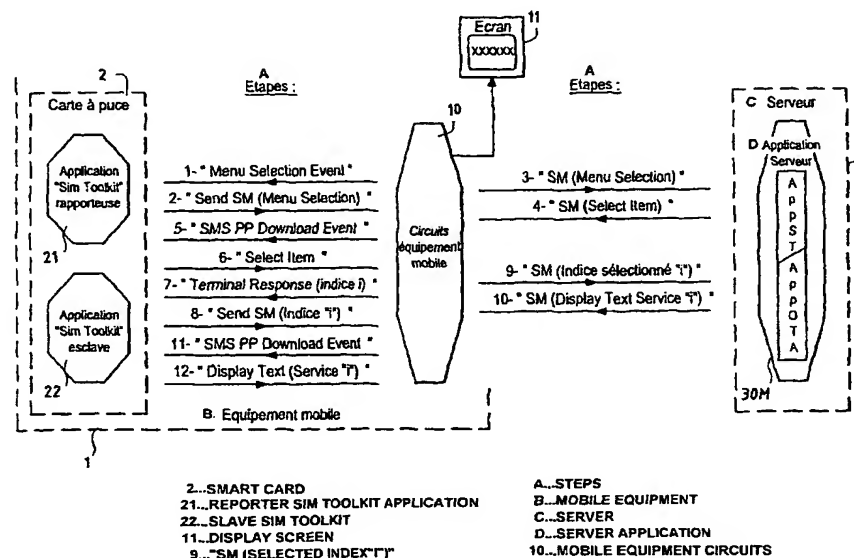 Ecran
11
xxxxxx
2
A
Etapes :
10
A
Etapes :
Carte à puce
Application
"Sim Toolkit"
rapporteuse
21
Application
"Sim Toolkit"
esclave
22
1- " Menu Selection Event "
2- " Send SM (Menu Selection) "
5- " SMS PP Download Event "
6- " Select Item "
7- " Terminal Response (indice i) "
8- " Send SM (Indice "i") "
11- " SMS PP Download Event "
12- " Display Text (Service "i") "
Circuits
équipement
mobile
3- " SM (Menu Selection) "
4- " SM (Select Item) "
9- " SM (Indice sélectionné "i") "
10- " SM (Display Text Service "i") "
C Serveur
D Application
Serveur
AppST
AppOTA
30M
B. Equipement mobile
1
2...SMART CARD
21...REPORTER SIM TOOLKIT APPLICATION
22...SLAVE SIM TOOLKIT
11...DISPLAY SCREEN
9..."SM (SELECTED INDEX"I")"
A...STEPS
B...MOBILE EQUIPMENT
C...SERVER
D...SERVER APPLICATION
10...MOBILE EQUIPMENT CIRCUITS